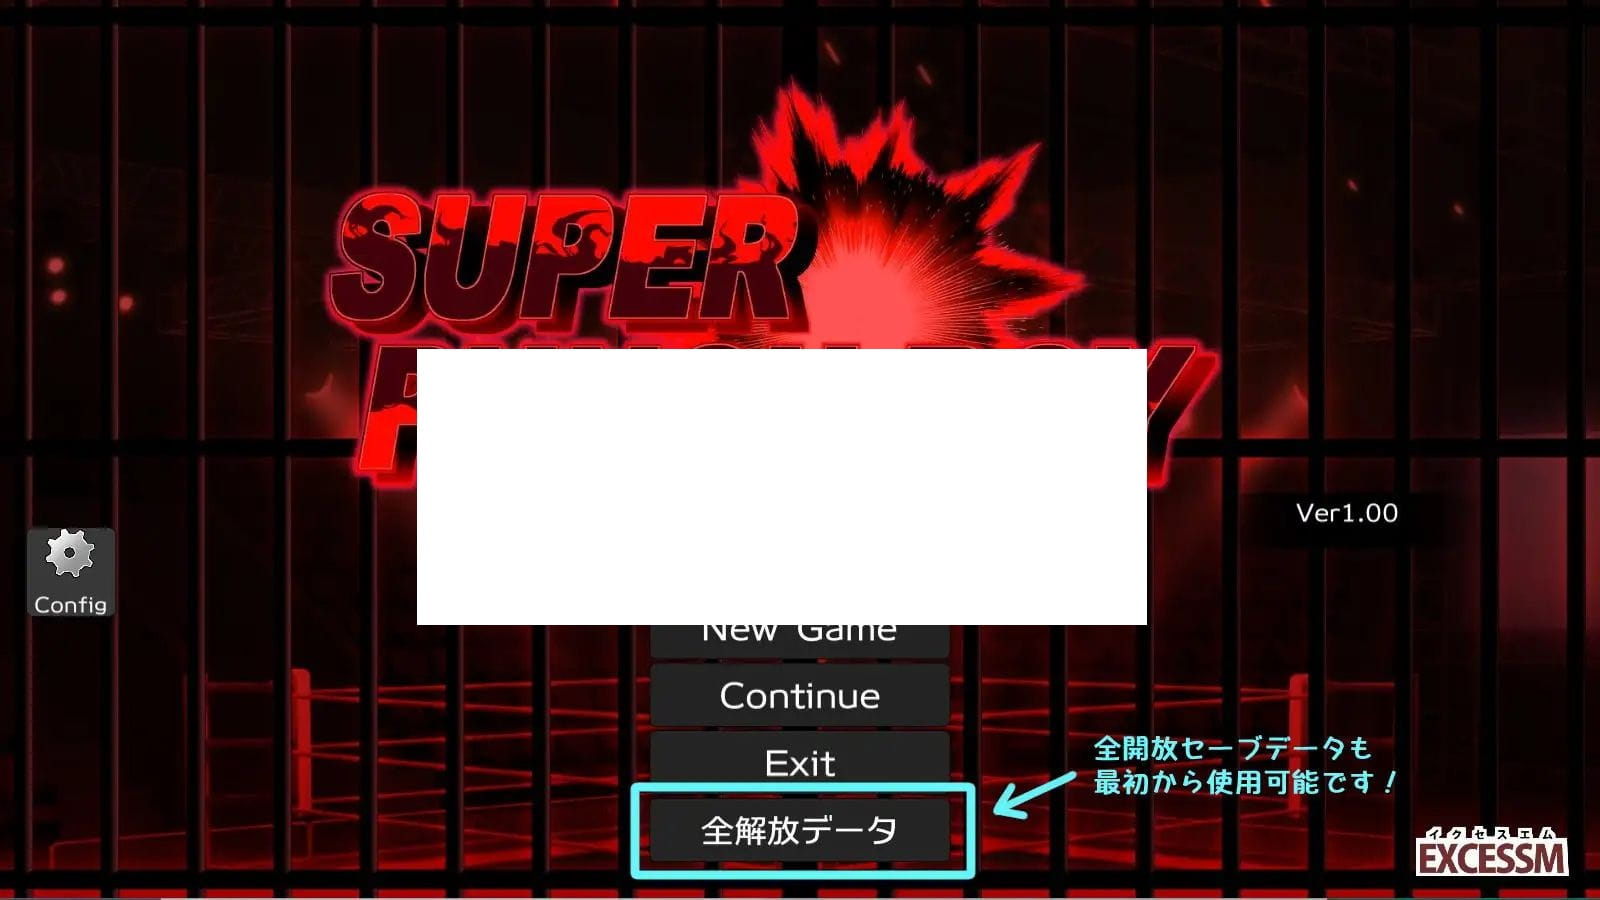 SUPER
Config
Ver1.00
New Game
Continue
Exit
全解放データ
全開放セーブデータも
最初から使用可能です！
イクセスエム
EXCESSM